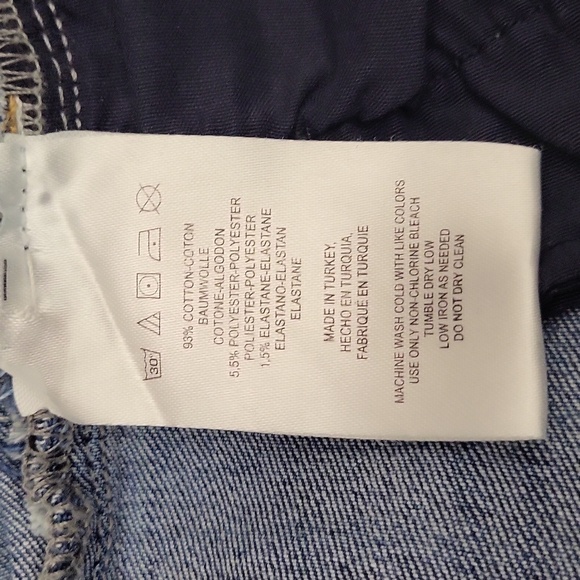 30°
93% COTTON-COTON
BAUMWOLLE
COTONE-ALGODON
5,5% POLYESTER-POLYESTER
POLIESTER-POLYESTER
1,5% ELASTANE-ELASTANE
ELASTANO-ELASTAN
ELASTANE
MADE IN TURKEY,
HECHO EN TURQUIA,
FABRIQUE EN TURQUIE
MACHINE WASH COLD WITH LIKE COLORS
USE ONLY NON-CHLORINE BLEACH
TUMBLE DRY LOW
LOW IRON AS NEEDED
DO NOT DRY CLEAN